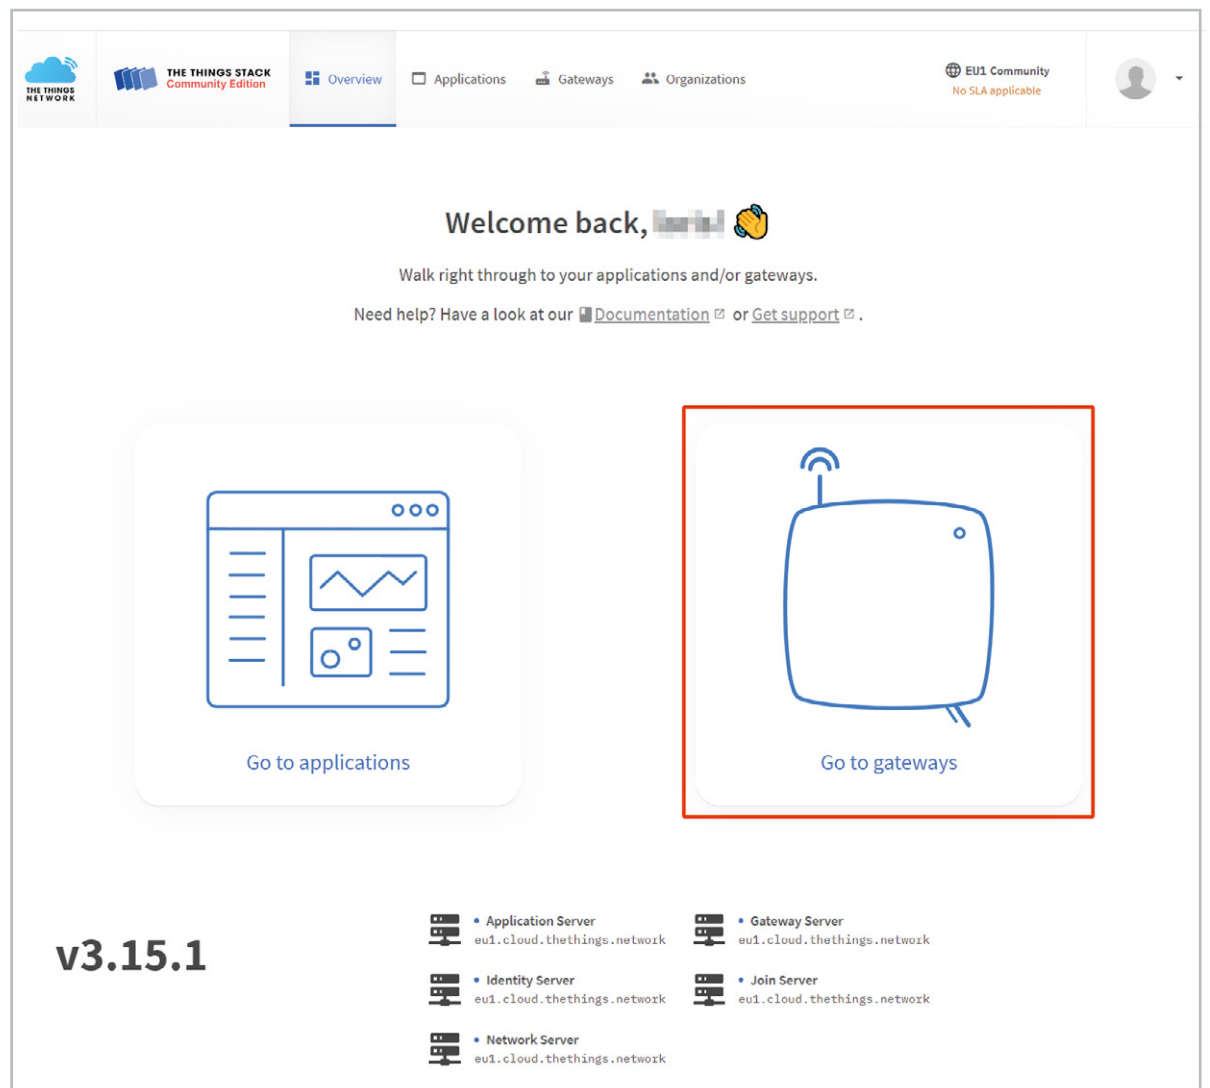 THE THINGS
NETWORK
THE THINGS STACK
Community Edition
Overview
Applications
Gateways
Organizations
EU1 Community
No SLA applicable
Welcome back,
Walk right through to your applications and/or gateways.
Need help? Have a look at our Documentation or Get support .
Go to applications
Go to gateways
v3.15.1
Application Server
eu1.cloud.thethings.network
Gateway Server
eu1.cloud.thethings.network
Identity Server
eu1.cloud.thethings.network
Join Server
eu1.cloud.thethings.network
Network Server
eu1.cloud.thethings.network